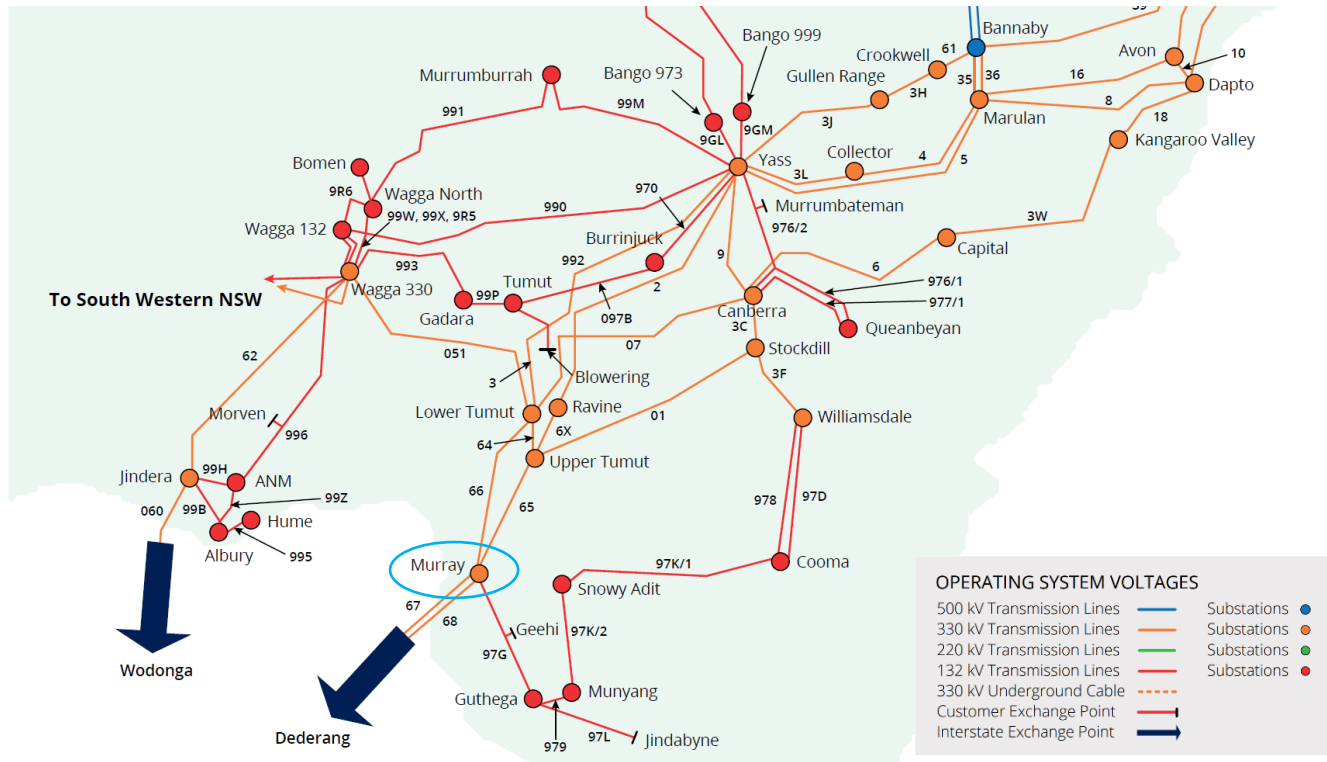 39
Bannaby
Bango 999
Crookwell
61
Avon
10
Murrumburrah
Bango 973
Gullen Range
35
36
16
Dapto
3H
8
991
99M
9GL
9GM
3J
Marulan
18
Kangaroo Valley
Bomen
Yass
Collector
4
5
3L
9R6
Wagga North
970
Murrumbateman
99W, 99X, 9R5
990
3W
Wagga 132
976/2
Burrinjuck
Capital
993
992
9
6
To South Western NSW
Wagga 330
Tumut
2
976/1
99P
977/1
Gadara
097B
Canberra
3C
Queanbeyan
07
Stockdill
62
051
3
Blowering
3F
Morven
Lower Tumut
Ravine
01
Williamsdale
996
64
6X
Upper Tumut
Jindera
99H
ANM
66
65
978
97D
060
99B
99Z
Hume
Albury
995
Murray
97K/1
Cooma
67
68
Snowy Adit
Geehi
97K/2
97G
Wodonga
Guthega
Munyang
Dederang
979
97L
Jindabyne
OPERATING SYSTEM VOLTAGES
500 kV Transmission Lines Substations
330 kV Transmission Lines Substations
220 kV Transmission Lines Substations
132 kV Transmission Lines Substations
330 kV Underground Cable
Customer Exchange Point
Interstate Exchange Point